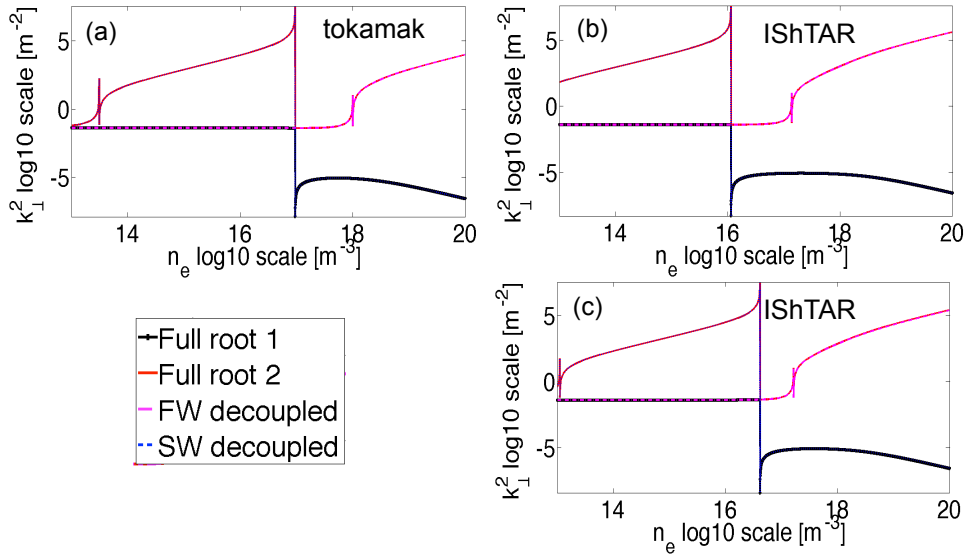 (a)
tokamak
k⊥² log10 scale [m⁻²]
5
0
-5
14
16
18
20
nₑ log10 scale [m⁻³]
(b)
IShTAR
k⊥² log10 scale [m⁻²]
5
0
-5
14
16
18
20
nₑ log10 scale [m⁻³]
Full root 1
Full root 2
FW decoupled
SW decoupled
(c)
IShTAR
k⊥² log10 scale [m⁻²]
5
0
-5
14
16
18
20
nₑ log10 scale [m⁻³]